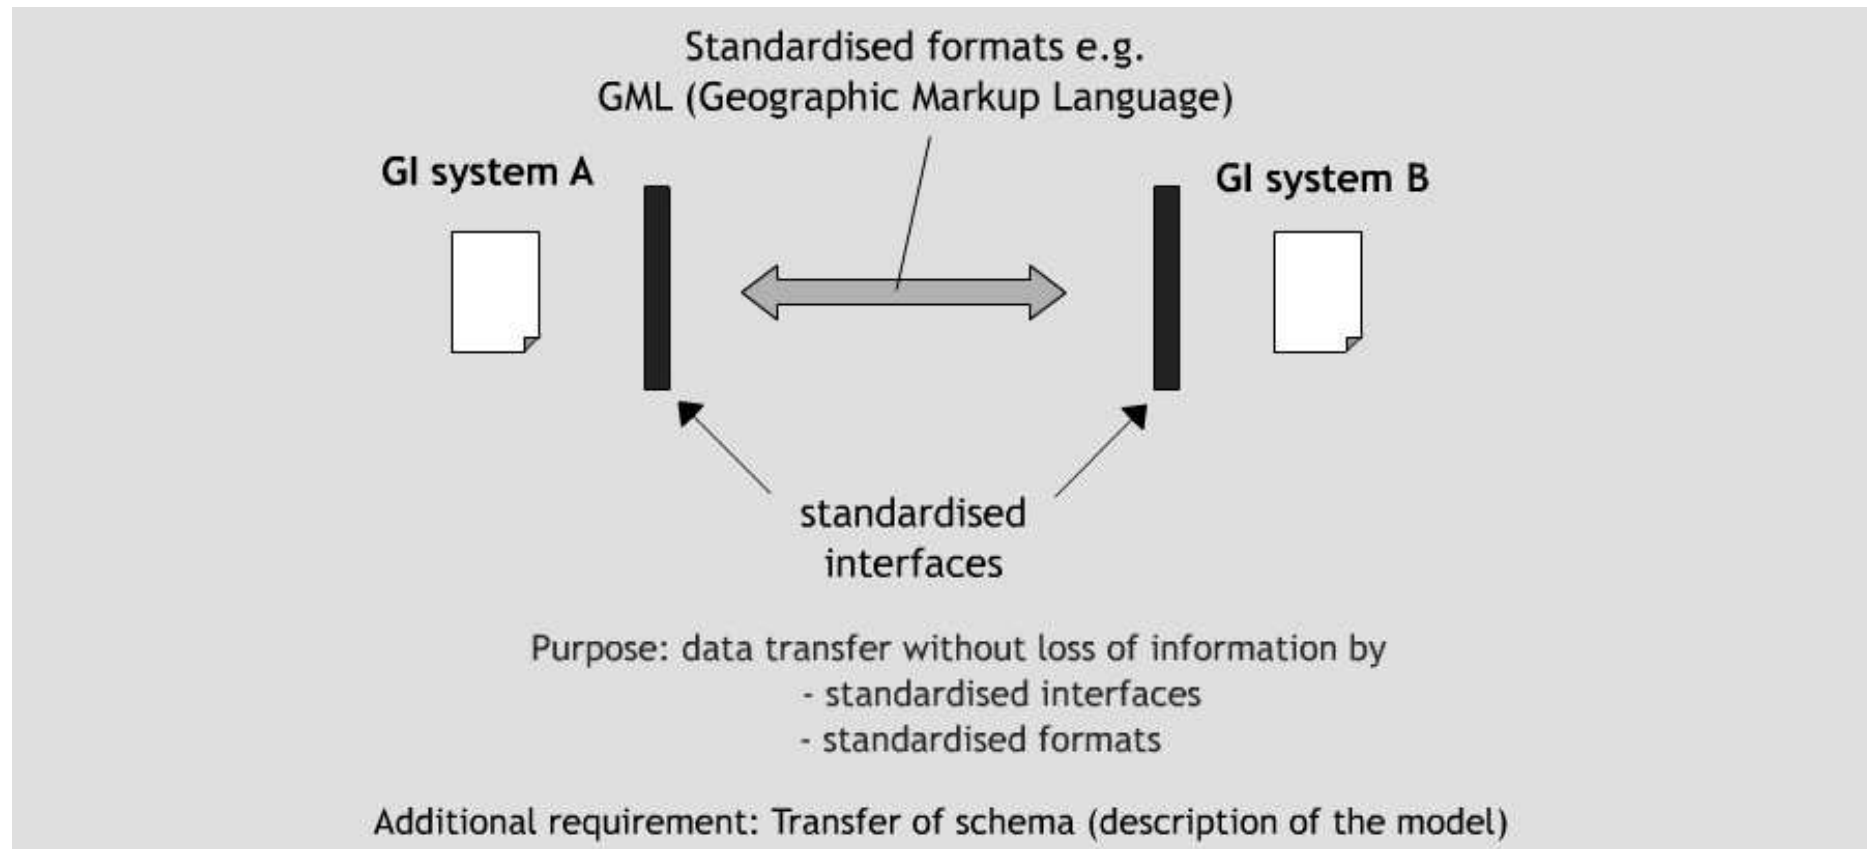 Standardised formats e.g.
GML (Geographic Markup Language)
GI system A
GI system B
standardised
interfaces
Purpose: data transfer without loss of information by
- standardised interfaces
- standardised formats
Additional requirement: Transfer of schema (description of the model)